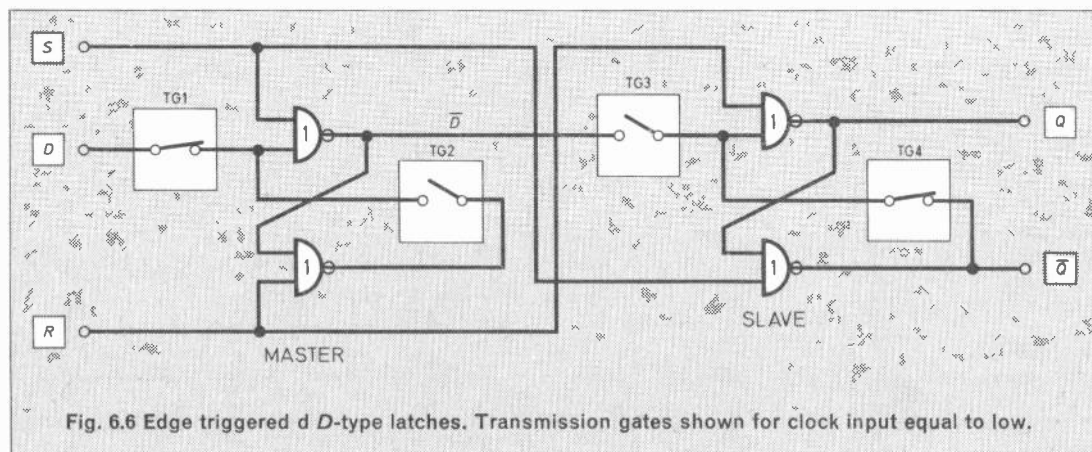 S
TG1
D
1
D̅
TG2
1
R
MASTER
TG3
1
Q
TG4
1
Q̅
SLAVE
Fig. 6.6 Edge triggered d D-type latches. Transmission gates shown for clock input equal to low.